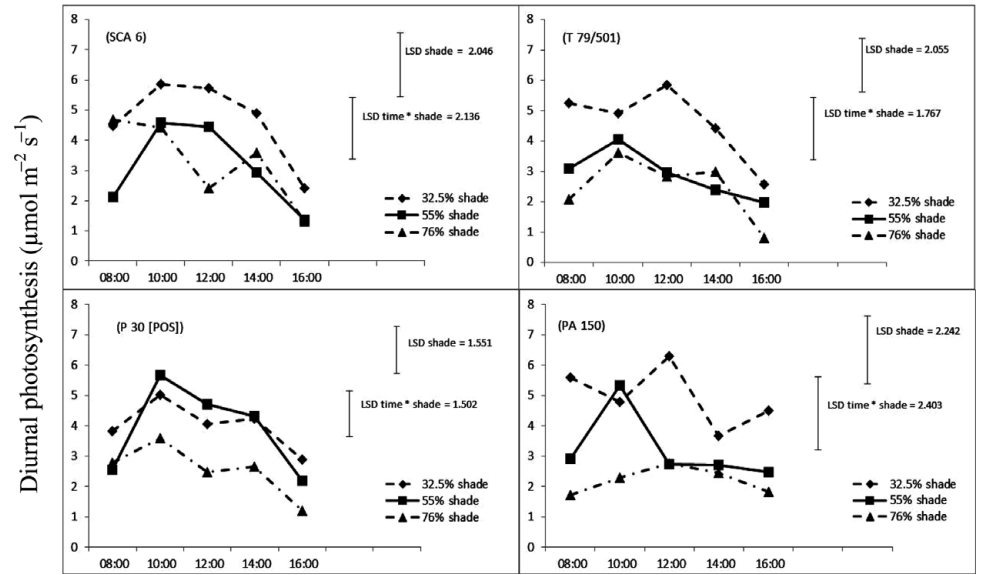 Diurnal photosynthesis (μmol m⁻² s⁻¹)
(SCA 6)
8
7
6
5
4
3
2
1
0
08:00 10:00 12:00 14:00 16:00
LSD shade = 2.046
LSD time * shade = 2.136
32.5% shade
55% shade
76% shade
(T 79/501)
8
7
6
5
4
3
2
1
0
08:00 10:00 12:00 14:00 16:00
LSD shade = 2.055
LSD time * shade = 1.767
32.5% shade
55% shade
76% shade
(P 30 [POS])
8
7
6
5
4
3
2
1
0
08:00 10:00 12:00 14:00 16:00
LSD shade = 1.551
LSD time * shade = 1.502
32.5% shade
55% shade
76% shade
(PA 150)
8
7
6
5
4
3
2
1
0
08:00 10:00 12:00 14:00 16:00
LSD shade = 2.242
LSD time * shade = 2.403
32.5% shade
55% shade
76% shade